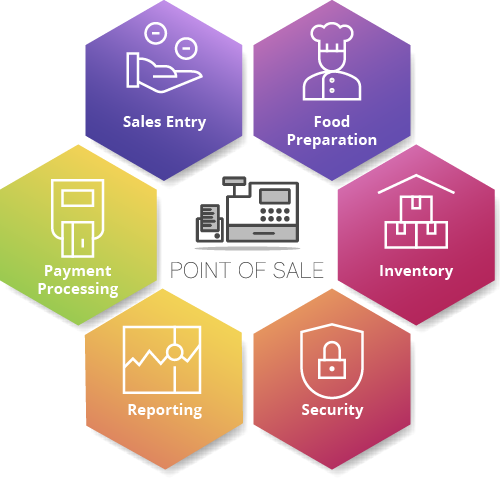 Sales Entry
Food
Preparation
Payment
Processing
POINT OF SALE
Inventory
Reporting
Security